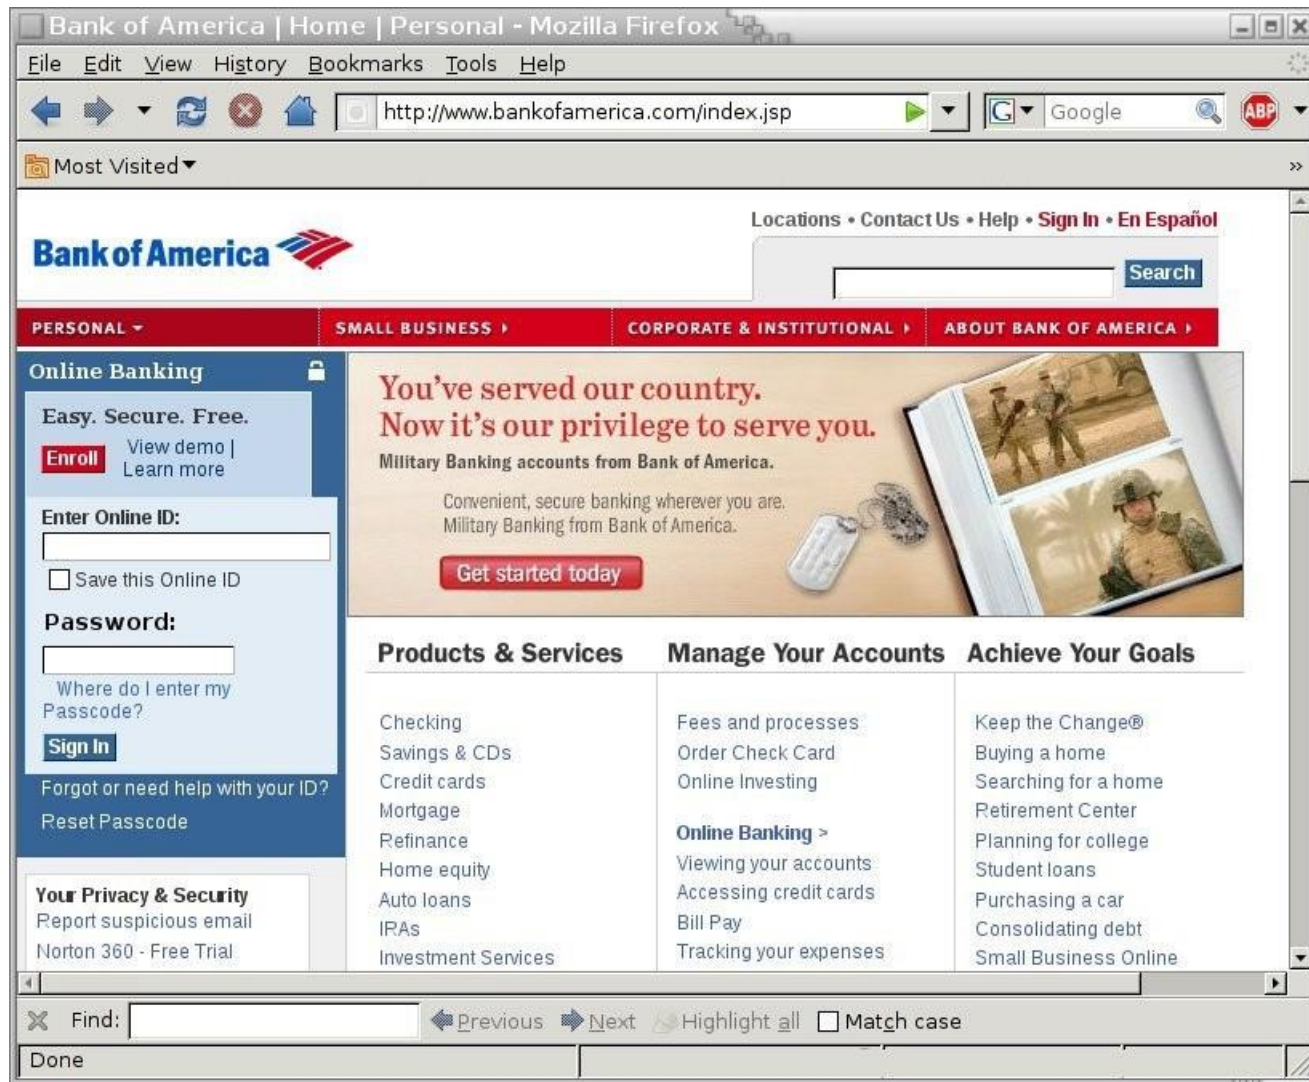 Bank of America | Home | Personal - Mozilla Firefox
File Edit View History Bookmarks Tools Help
http://www.bankofamerica.com/index.jsp
G Google
ABP
Most Visited
»
Locations • Contact Us • Help • Sign In • En Español
Bank of America
Search
PERSONAL SMALL BUSINESS CORPORATE & INSTITUTIONAL ABOUT BANK OF AMERICA
Online Banking
Easy. Secure. Free.
Enroll View demo |
Learn more
Enter Online ID:
Save this Online ID
Password:
Where do I enter my
Passcode?
Sign In
Forgot or need help with your ID?
Reset Passcode
Your Privacy & Security
Report suspicious email
Norton 360 - Free Trial
You've served our country.
Now it's our privilege to serve you.
Military Banking accounts from Bank of America.
Convenient, secure banking wherever you are.
Military Banking from Bank of America.
Get started today
Products & Services
Checking
Savings & CDs
Credit cards
Mortgage
Refinance
Home equity
Auto loans
IRAs
Investment Services
Manage Your Accounts
Fees and processes
Order Check Card
Online Investing
Online Banking >
Viewing your accounts
Accessing credit cards
Bill Pay
Tracking your expenses
Achieve Your Goals
Keep the Change®
Buying a home
Searching for a home
Retirement Center
Planning for college
Student loans
Purchasing a car
Consolidating debt
Small Business Online
Find: Previous Next Highlight all Match case
Done